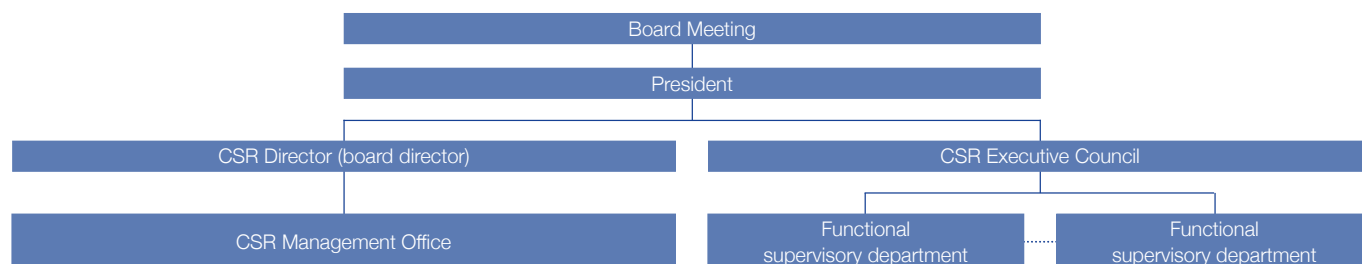 Board Meeting
President
CSR Director (board director)
CSR Executive Council
CSR Management Office
Functional
supervisory department
Functional
supervisory department